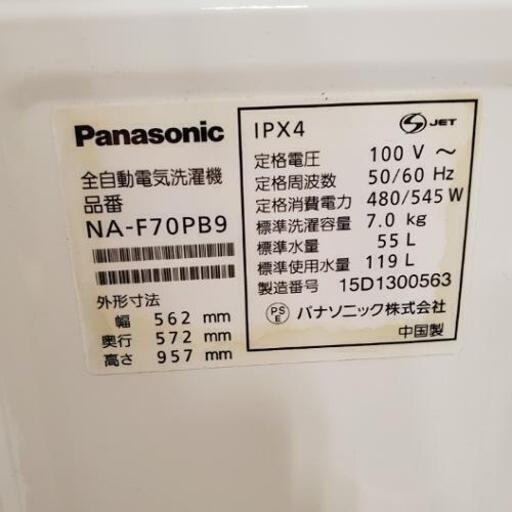 Panasonic
全自動電気洗濯機
品番
NA-F70PB9
外形寸法
幅 562 mm
奥行 572 mm
高さ 957 mm
IPX4
S JET
定格電圧 100 V ～
定格周波数 50/60 Hz
定格消費電力 480/545 W
標準洗濯容量 7.0 kg
標準水量 55 L
標準使用水量 119 L
製造番号 15D1300563
PSE パナソニック株式会社
中国製